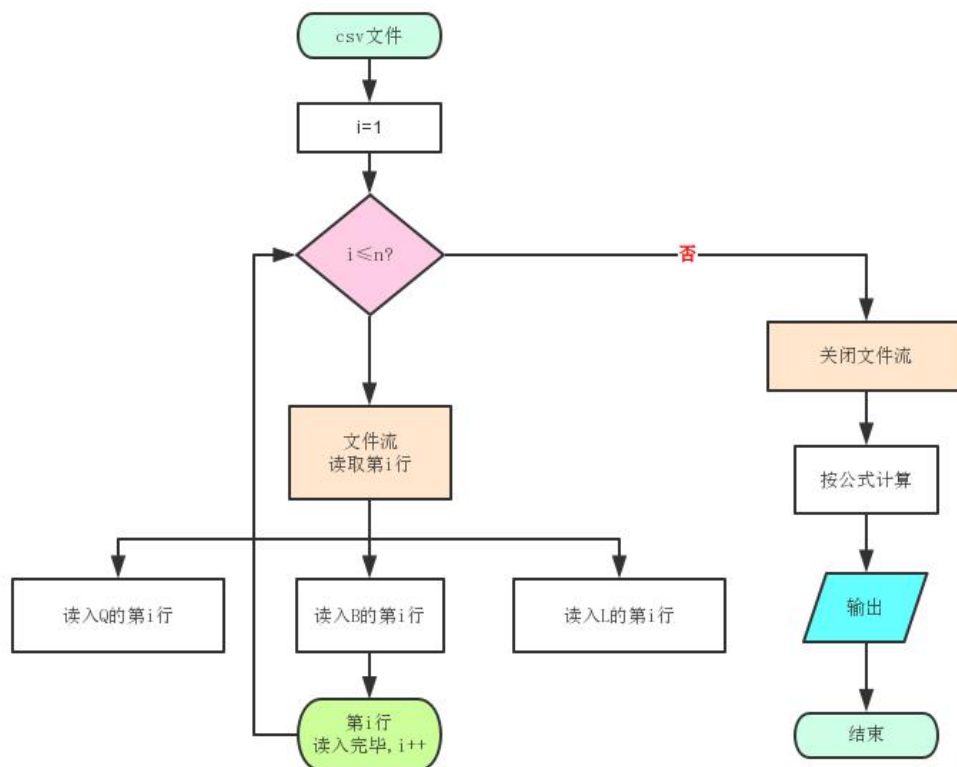 csv文件
i=1
i≤n?
否
关闭文件流
文件流
读取第i行
按公式计算
读入Q的第i行
读入B的第i行
读入L的第i行
输出
第i行
读入完毕,i++
结束